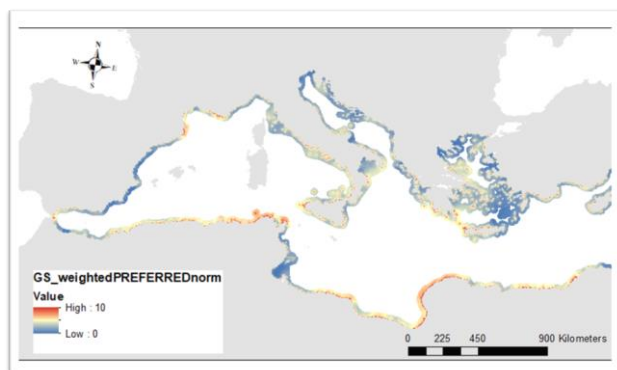 N
W E
S
GS_weightedPREFERREDnorm
Value
High : 10
Low : 0
0 225 450 900 Kilometers